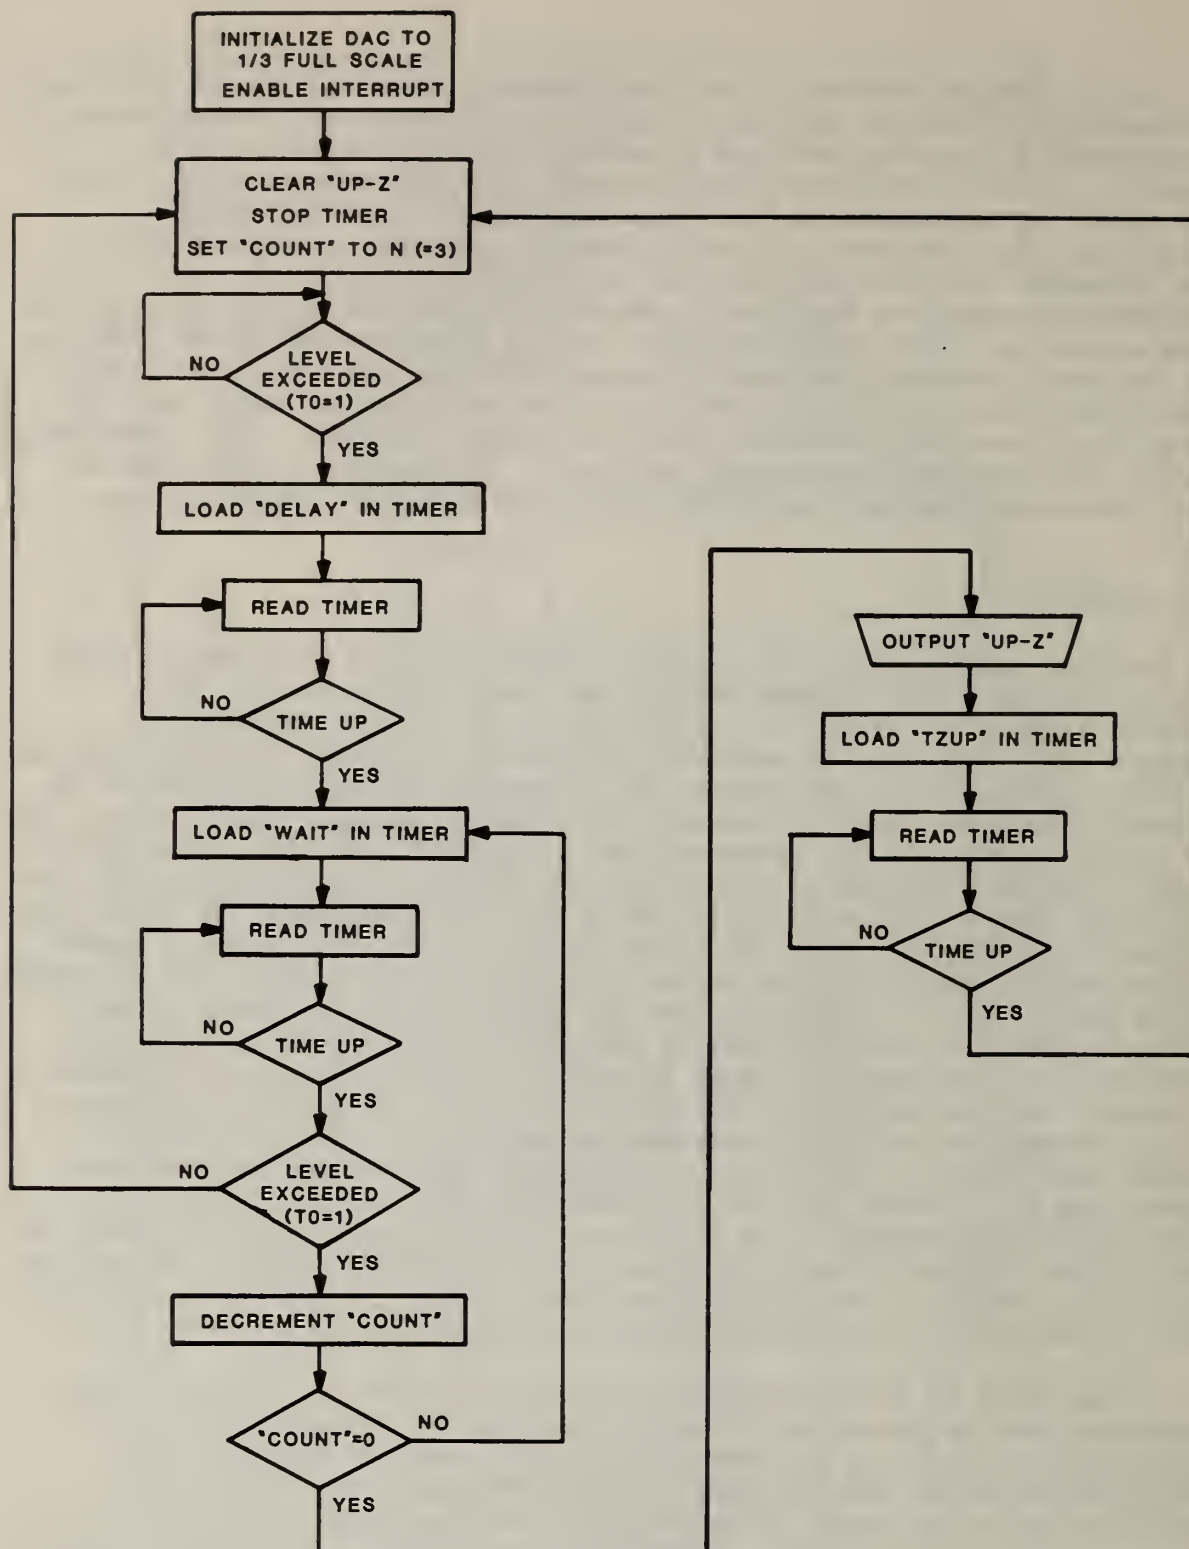 INITIALIZE DAC TO
1/3 FULL SCALE
ENABLE INTERRUPT
CLEAR "UP-Z"
STOP TIMER
SET "COUNT" TO N (=3)
NO
LEVEL
EXCEEDED
(T0=1)
YES
LOAD "DELAY" IN TIMER
READ TIMER
NO
TIME UP
YES
LOAD "WAIT" IN TIMER
READ TIMER
NO
TIME UP
YES
NO
LEVEL
EXCEEDED
(T0=1)
YES
DECREMENT "COUNT"
"COUNT"=0
NO
YES
OUTPUT "UP-Z"
LOAD "TZUP" IN TIMER
READ TIMER
NO
TIME UP
YES